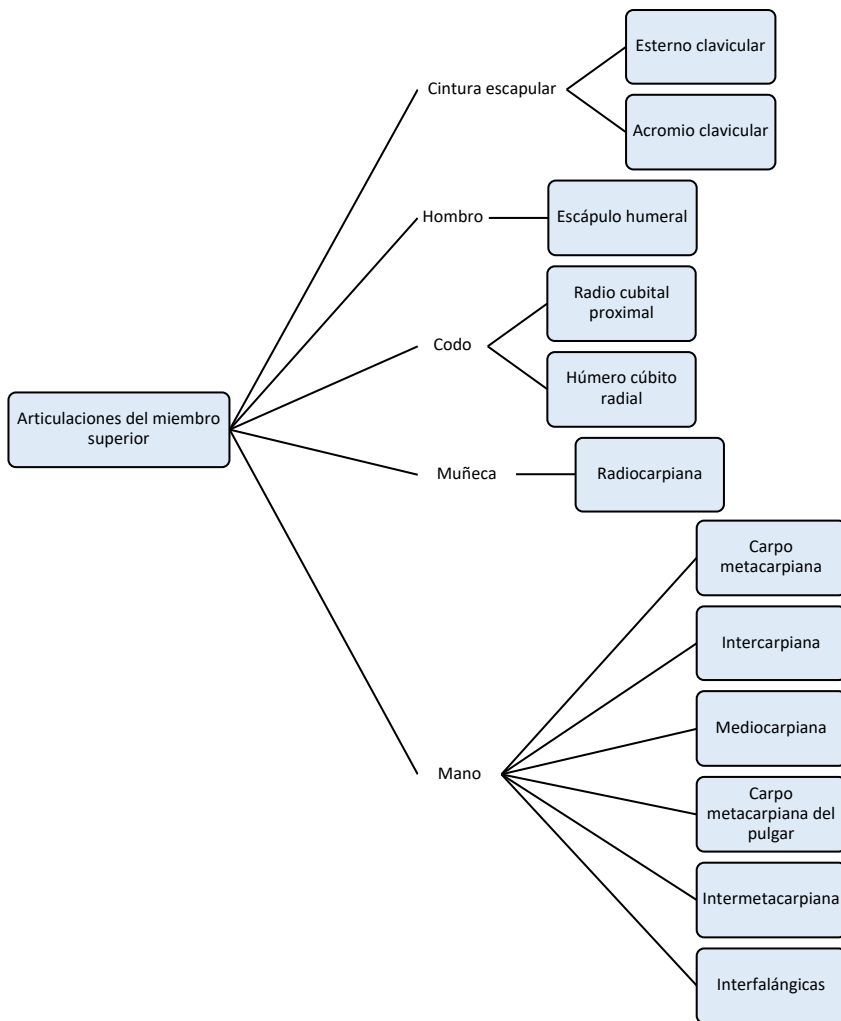 Articulaciones del miembro
superior
Cintura escapular
Esterno clavicular
Acromio clavicular
Hombro
Escápulo humeral
Codo
Radio cubital
proximal
Húmero cúbito
radial
Muñeca
Radiocarpiana
Mano
Carpo
metacarpiana
Intercarpiana
Mediocarpiana
Carpo
metacarpiana del
pulgar
Intermetacarpiana
Interfalángicas